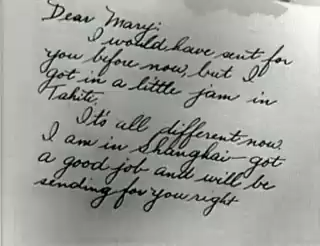 Dear Mary;
I would have sent for
you before now, but I
got in a little jam in
Tahiti.
It's all different now.
I am in Shanghai - got
a good job and will be
sending for you right